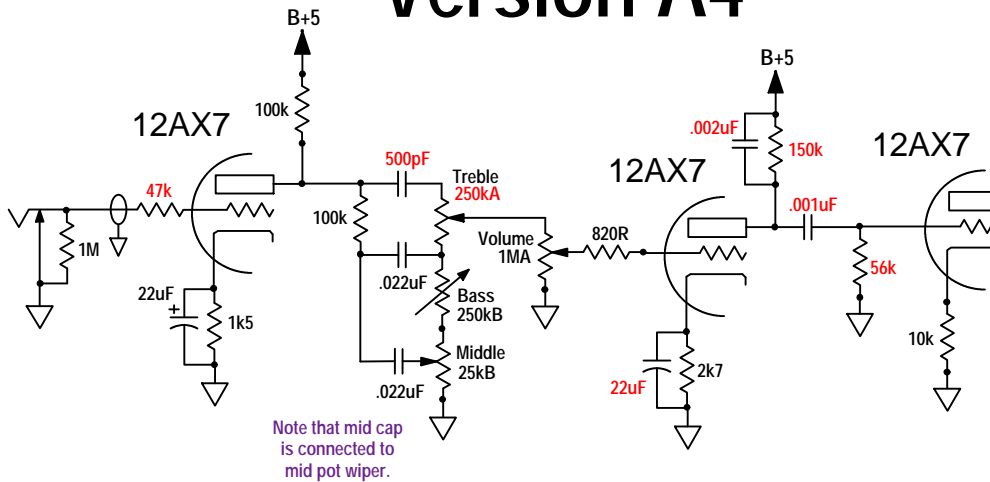 Version A4
B+5
100k
12AX7
47k
1M
22uF
+
1k5
500pF
Treble
250kA
100k
.022uF
Bass
250kB
Middle
25kB
.022uF
Note that mid cap
is connected to
mid pot wiper.
Volume
1MA
820R
12AX7
B+5
.002uF
150k
.001uF
56k
22uF
2k7
12AX7
10k